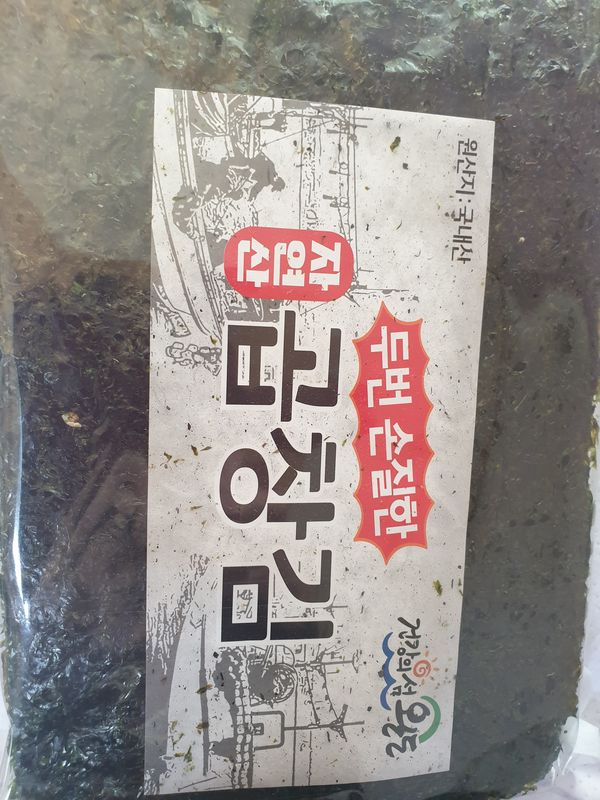 원산지:국내산
두번 손질한
자연산
곱창김
건강의 섬 완도